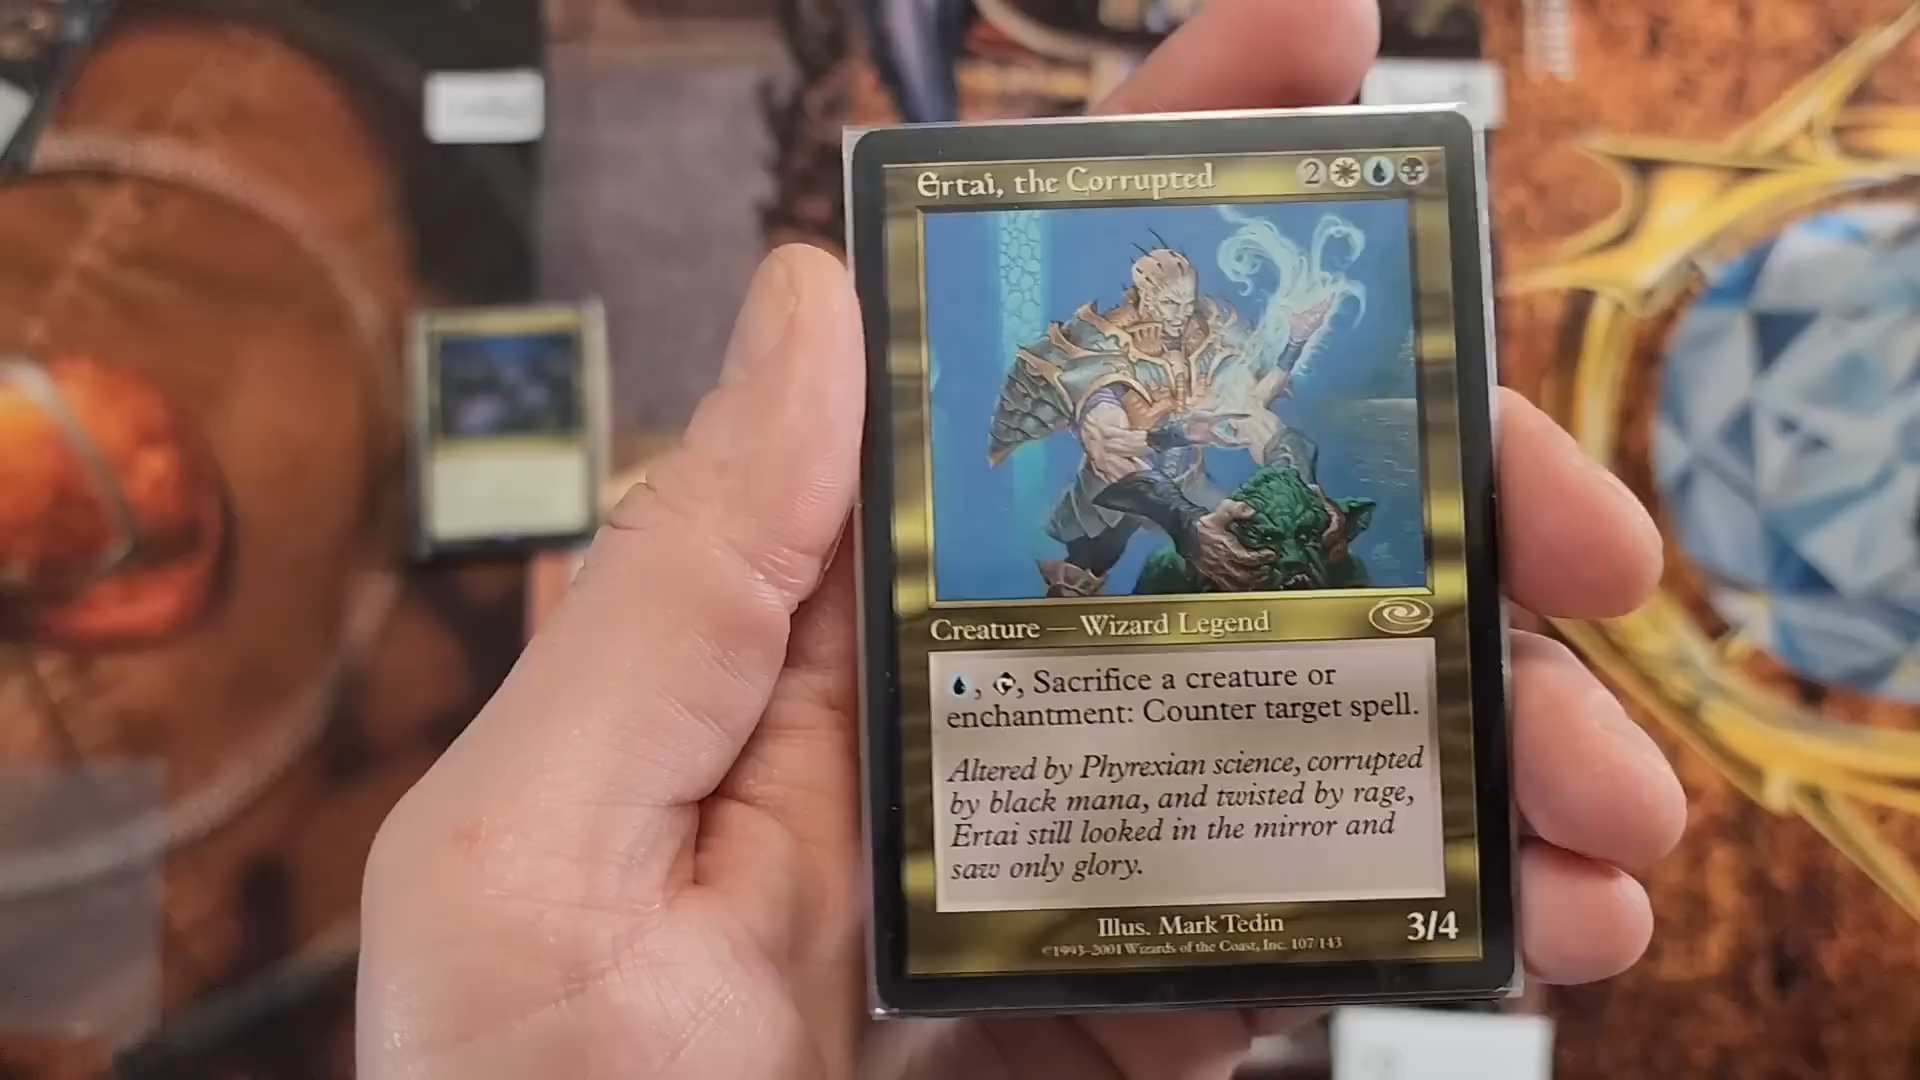 Ertai, the Corrupted 2
Creature — Wizard Legend
, , Sacrifice a creature or
enchantment: Counter target spell.
Altered by Phyrexian science, corrupted
by black mana, and twisted by rage,
Ertai still looked in the mirror and
saw only glory.
Illus. Mark Tedin
3/4
©1993-2001 Wizards of the Coast, Inc. 107/143